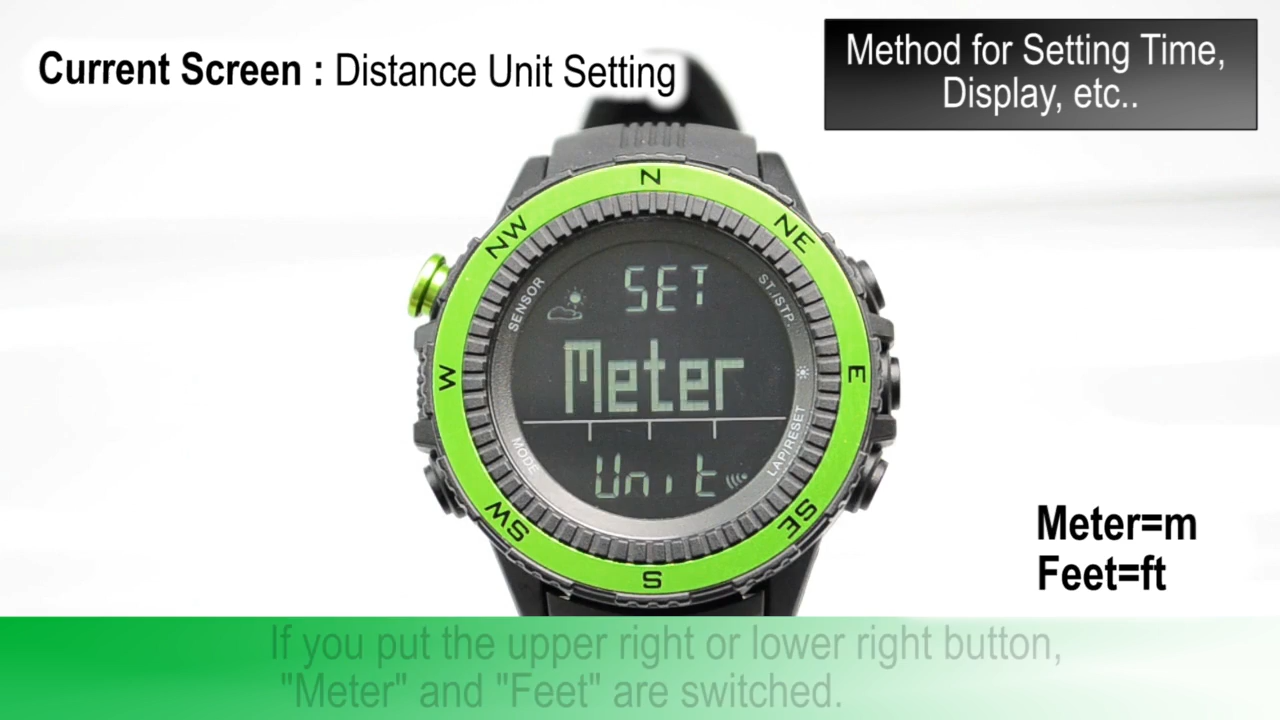 Current Screen : Distance Unit Setting
Method for Setting Time,
Display, etc..
N
NW
NE
SENSOR
ST./STP.
SET
W
Meter
E
MODE
LAP/RESET
Unit
SW
SE
S
Meter=m
Feet=ft
If you put the upper right or lower right button,
"Meter" and "Feet" are switched.